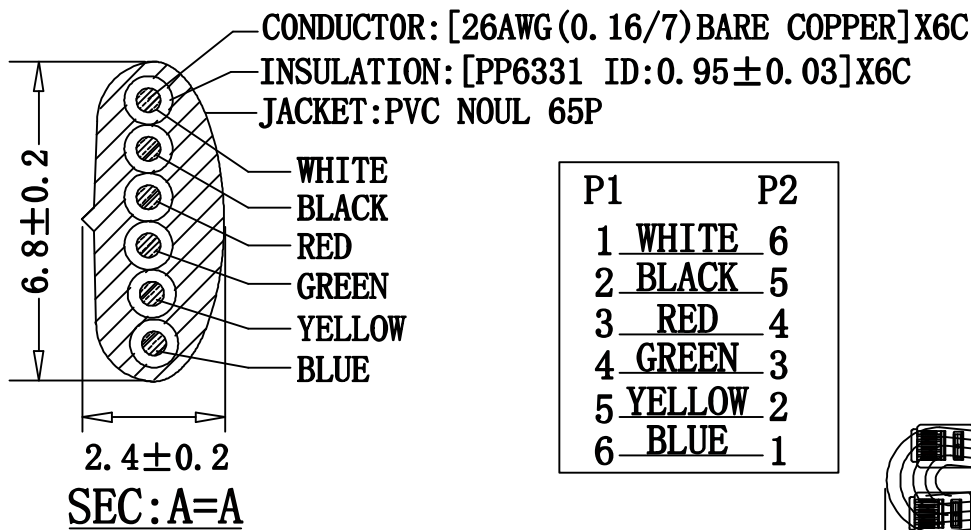 CONDUCTOR:[26AWG(0.16/7)BARE COPPER]X6C
INSULATION:[PP6331 ID:0.95±0.03]X6C
JACKET:PVC NOUL 65P
WHITE
BLACK
RED
GREEN
YELLOW
BLUE
6.8±0.2
2.4±0.2
SEC:A=A
P1 P2
1 WHITE 6
2 BLACK 5
3 RED 4
4 GREEN 3
5 YELLOW 2
6 BLUE 1